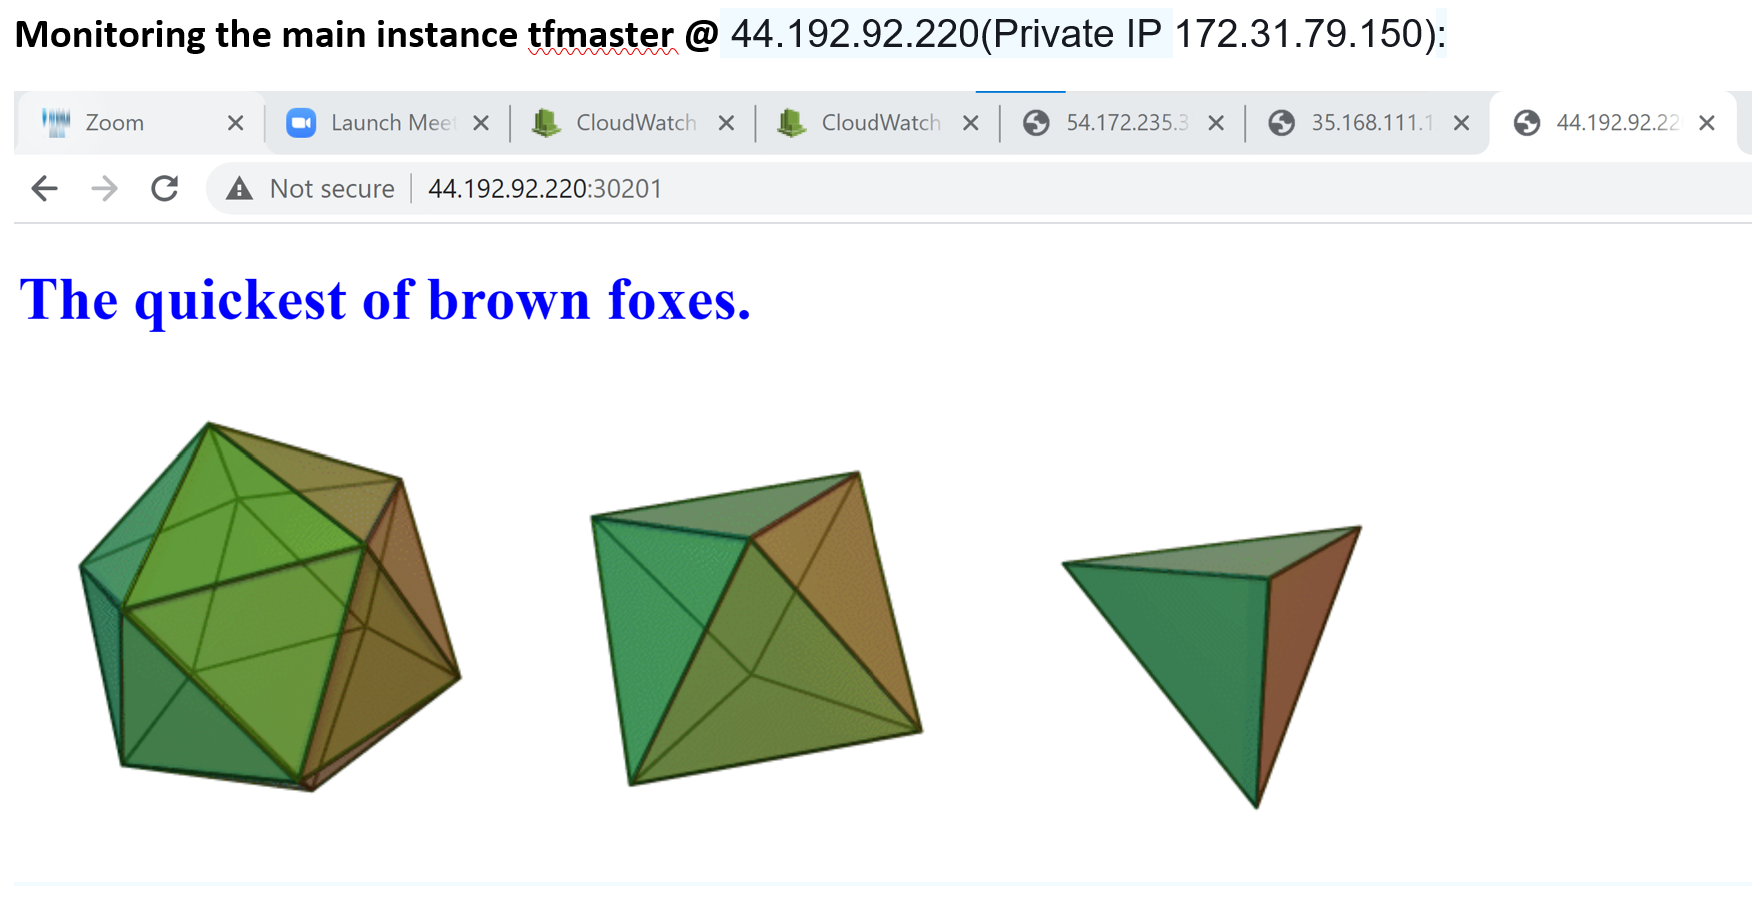 Monitoring the main instance tfmaster @ 44.192.92.220(Private IP 172.31.79.150):
Zoom Launch Mee CloudWatch CloudWatch 54.172.235.3 35.168.111.1 44.192.92.22
Not secure 44.192.92.220:30201
The quickest of brown foxes.